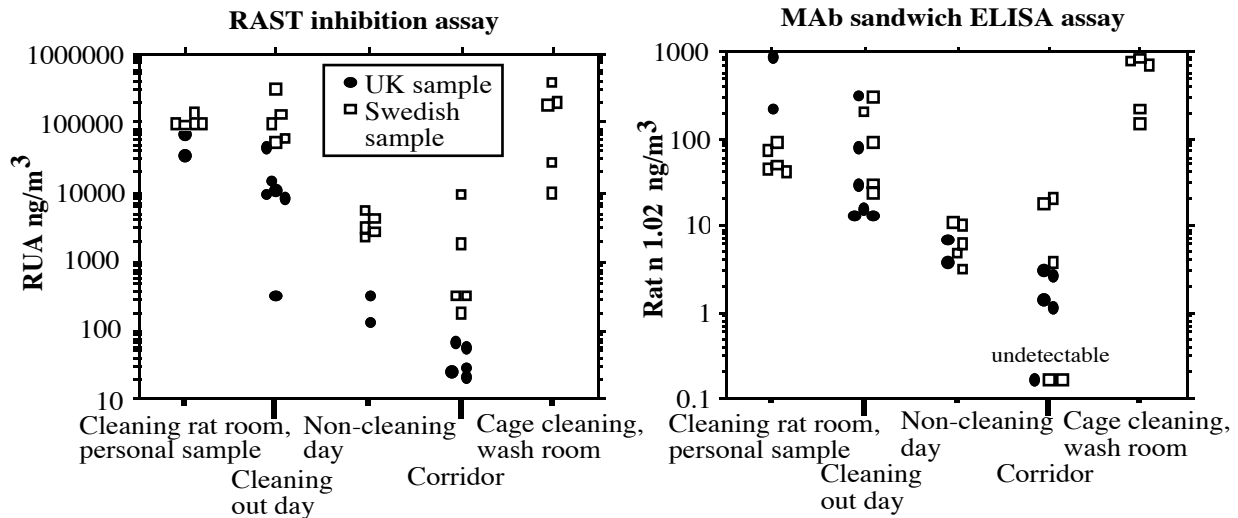 RAST inhibition assay
1000000
100000
10000
1000
100
10
RUA ng/m3
UK sample
Swedish
sample
Cleaning rat room,
personal sample
Cleaning
out day
Non-cleaning
day
Corridor
Cage cleaning,
wash room
MAb sandwich ELISA assay
1000
100
10
1
0.1
Rat n 1.02 ng/m3
undetectable
Cleaning rat room,
personal sample
Cleaning
out day
Non-cleaning
day
Corridor
Cage cleaning,
wash room